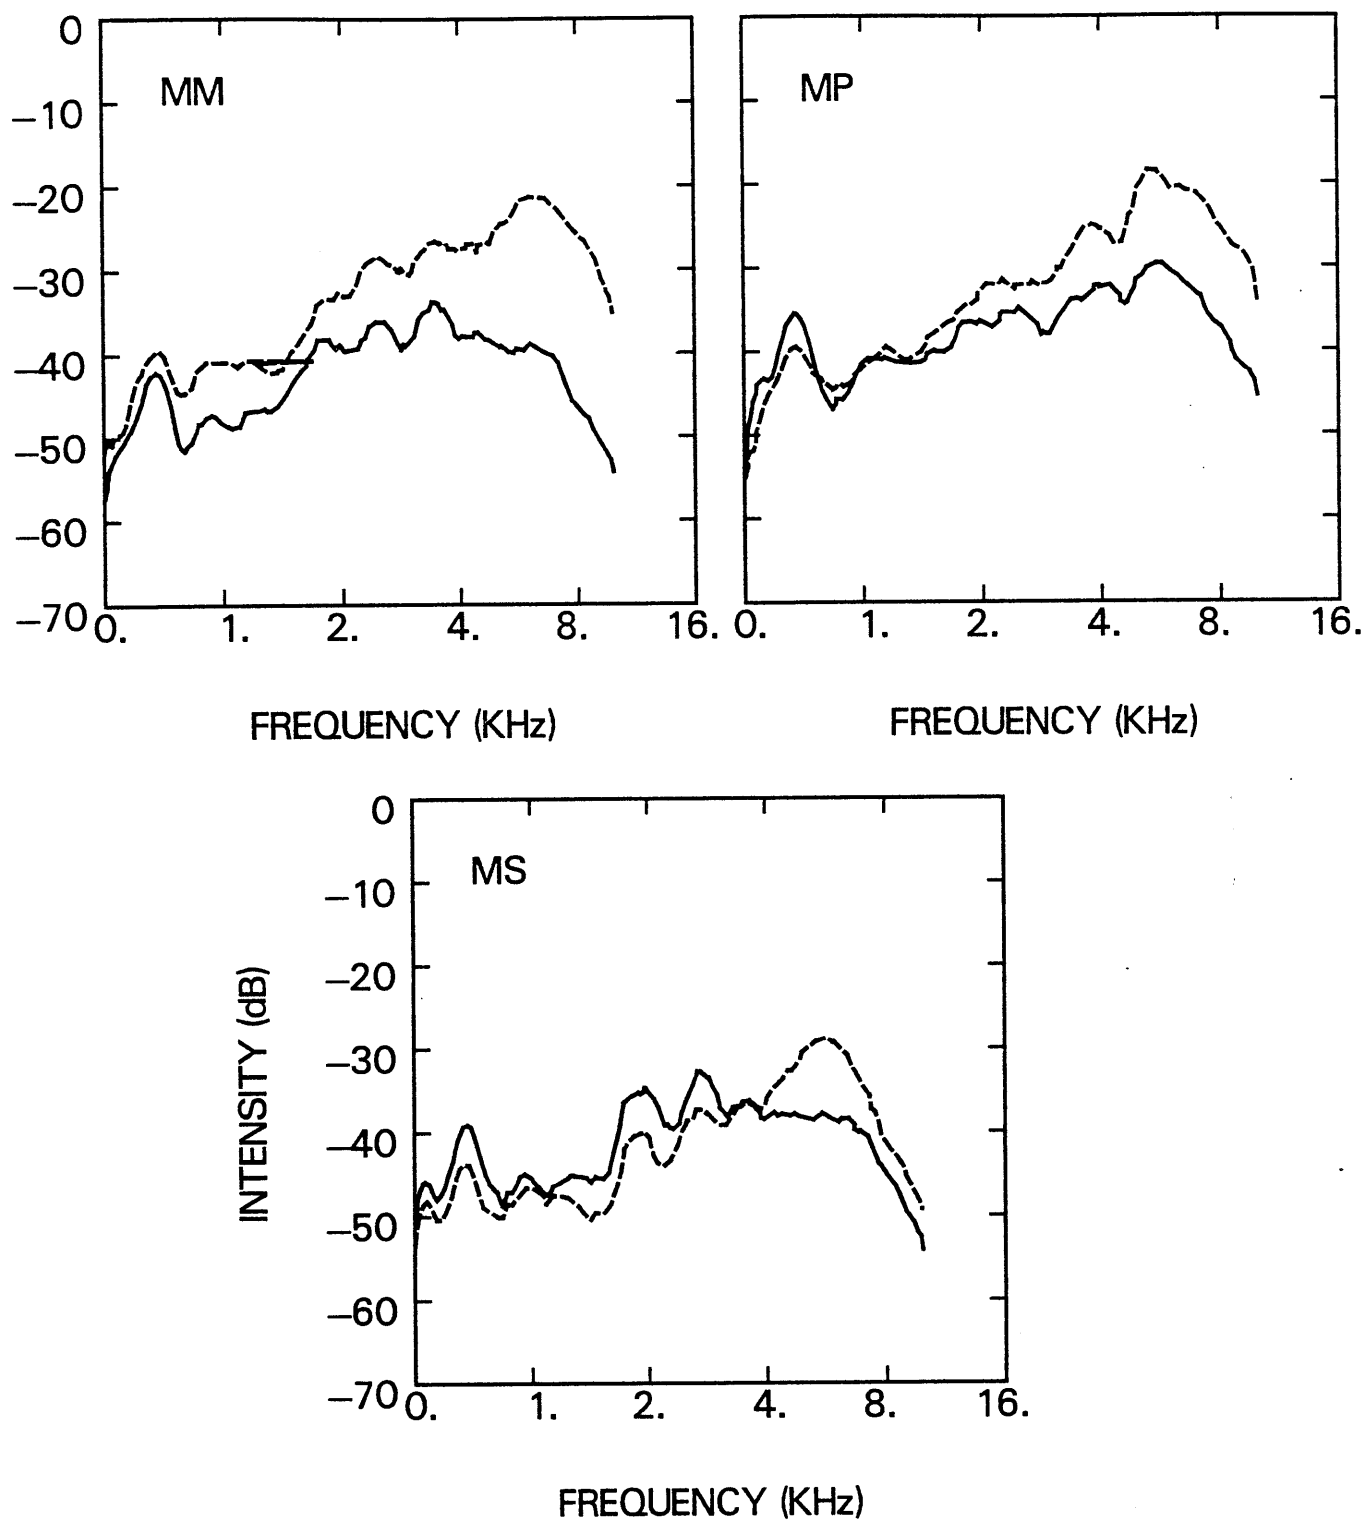 MM
0
–10
–20
–30
–40
–50
–60
–70
0. 1. 2. 4. 8. 16.
FREQUENCY (KHz)
MP
0. 1. 2. 4. 8. 16.
FREQUENCY (KHz)
MS
INTENSITY (dB)
0
–10
–20
–30
–40
–50
–60
–70
0. 1. 2. 4. 8. 16.
FREQUENCY (KHz)